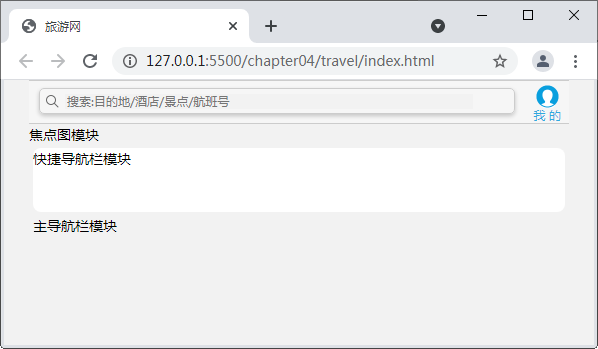 旅游网
127.0.0.1:5500/chapter04/travel/index.html
搜索:目的地/酒店/景点/航班号
我 的
焦点图模块
快捷导航栏模块
主导航栏模块